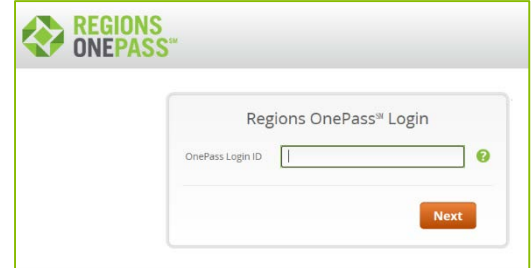 REGIONS
ONEPASS℠
Regions OnePass℠ Login
OnePass Login ID
?
Next